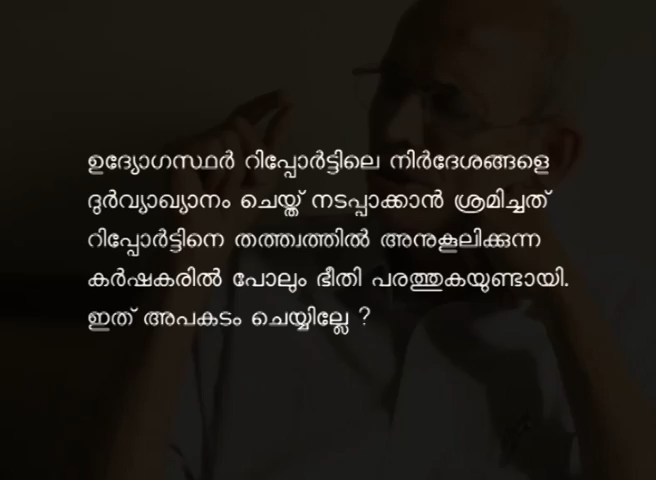 ഉദ്യോഗസ്ഥർ റിപ്പോർട്ടിലെ നിർദേശങ്ങളെ
ദുർവ്യാഖ്യാനം ചെയ്ത് നടപ്പാക്കാൻ ശ്രമിച്ചത്
റിപ്പോർട്ടിനെ തത്ത്വത്തിൽ അനുകൂലിക്കുന്ന
കർഷകരിൽ പോലും ഭീതി പരത്തുകയുണ്ടായി.
ഇത് അപകടം ചെയ്യില്ലേ ?